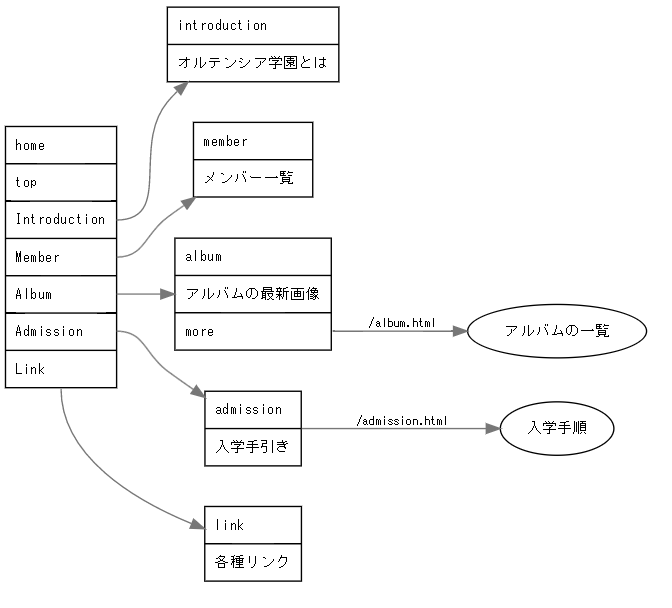 introduction
オルテンシア学園とは
home
top
Introduction
Member
Album
Admission
Link
member
メンバー一覧
album
アルバムの最新画像
more
/album.html
アルバムの一覧
admission
入学手引き
/admission.html
入学手順
link
各種リンク